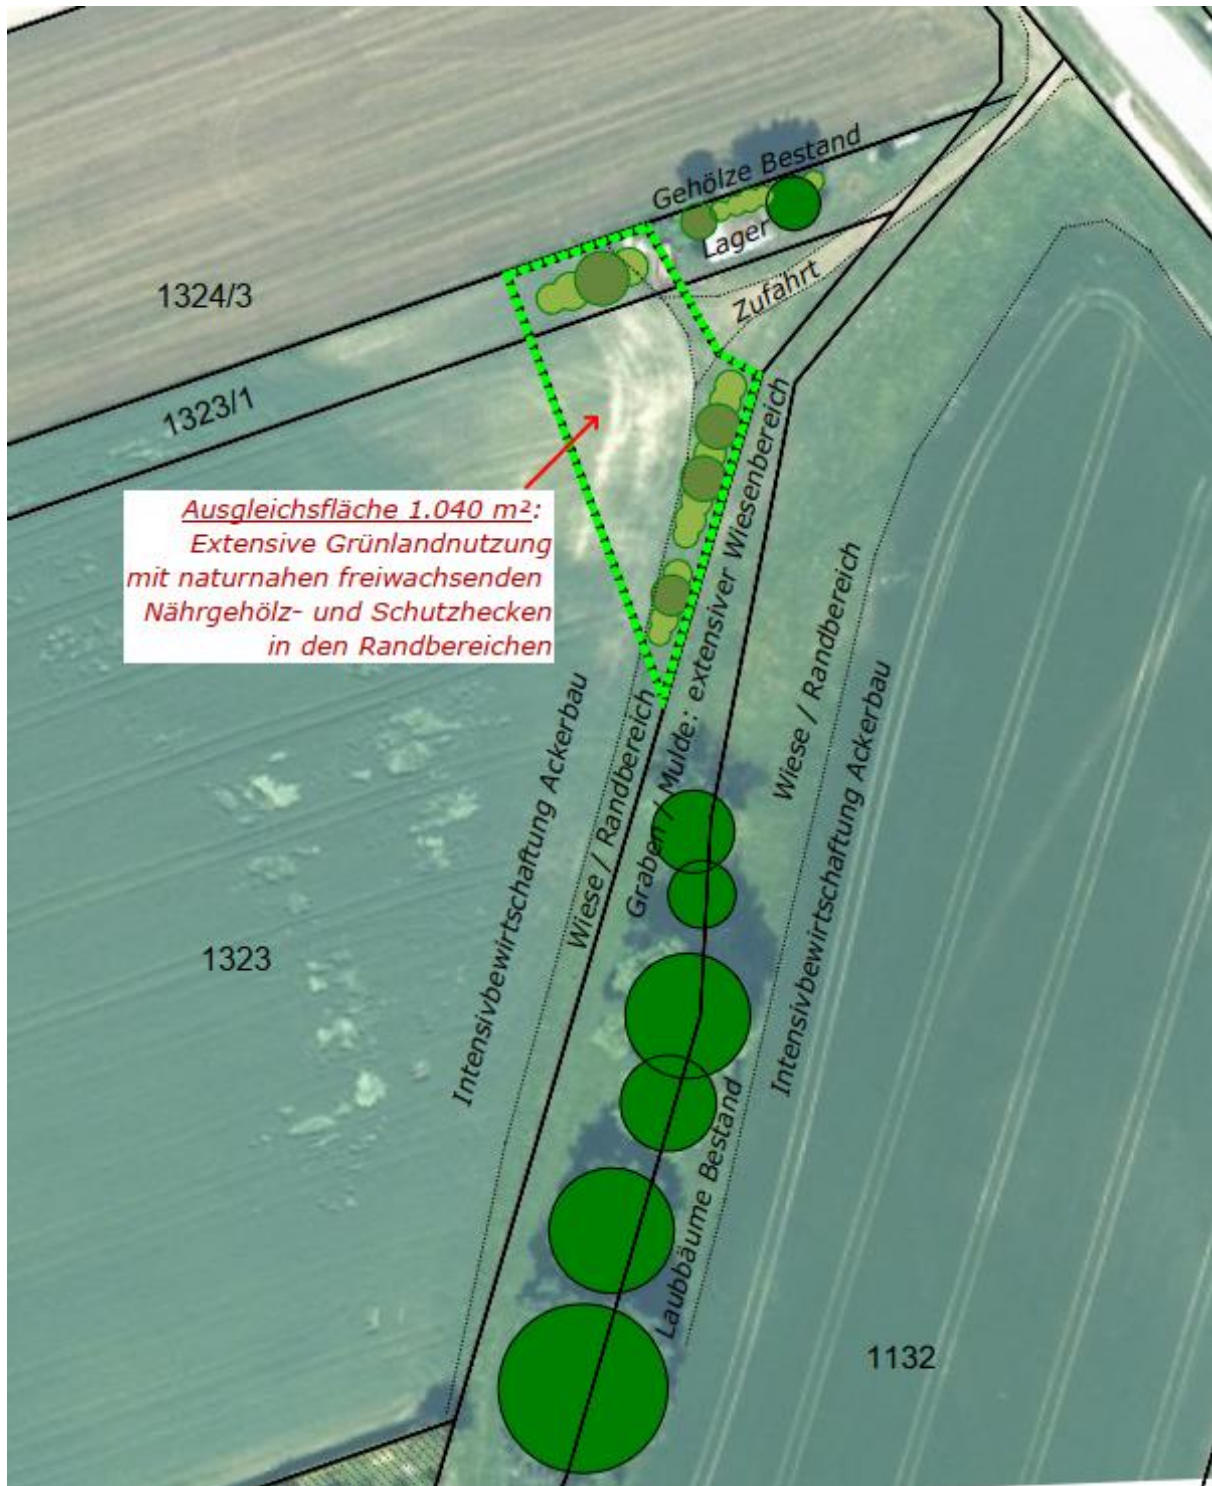 Gehölze Bestand
Lager
Zufahrt
1324/3
1323/1
Ausgleichsfläche 1.040 m²:
Extensive Grünlandnutzung
mit naturnahen freiwachsenden
Nährgehölz- und Schutzhecken
in den Randbereichen
Graben / Mulde: extensiver Wiesenbereich
Wiese / Randbereich
Intensivbewirtschaftung Ackerbau
Wiese / Randbereich
Intensivbewirtschaftung Ackerbau
1323
Laubbäume Bestand
1132